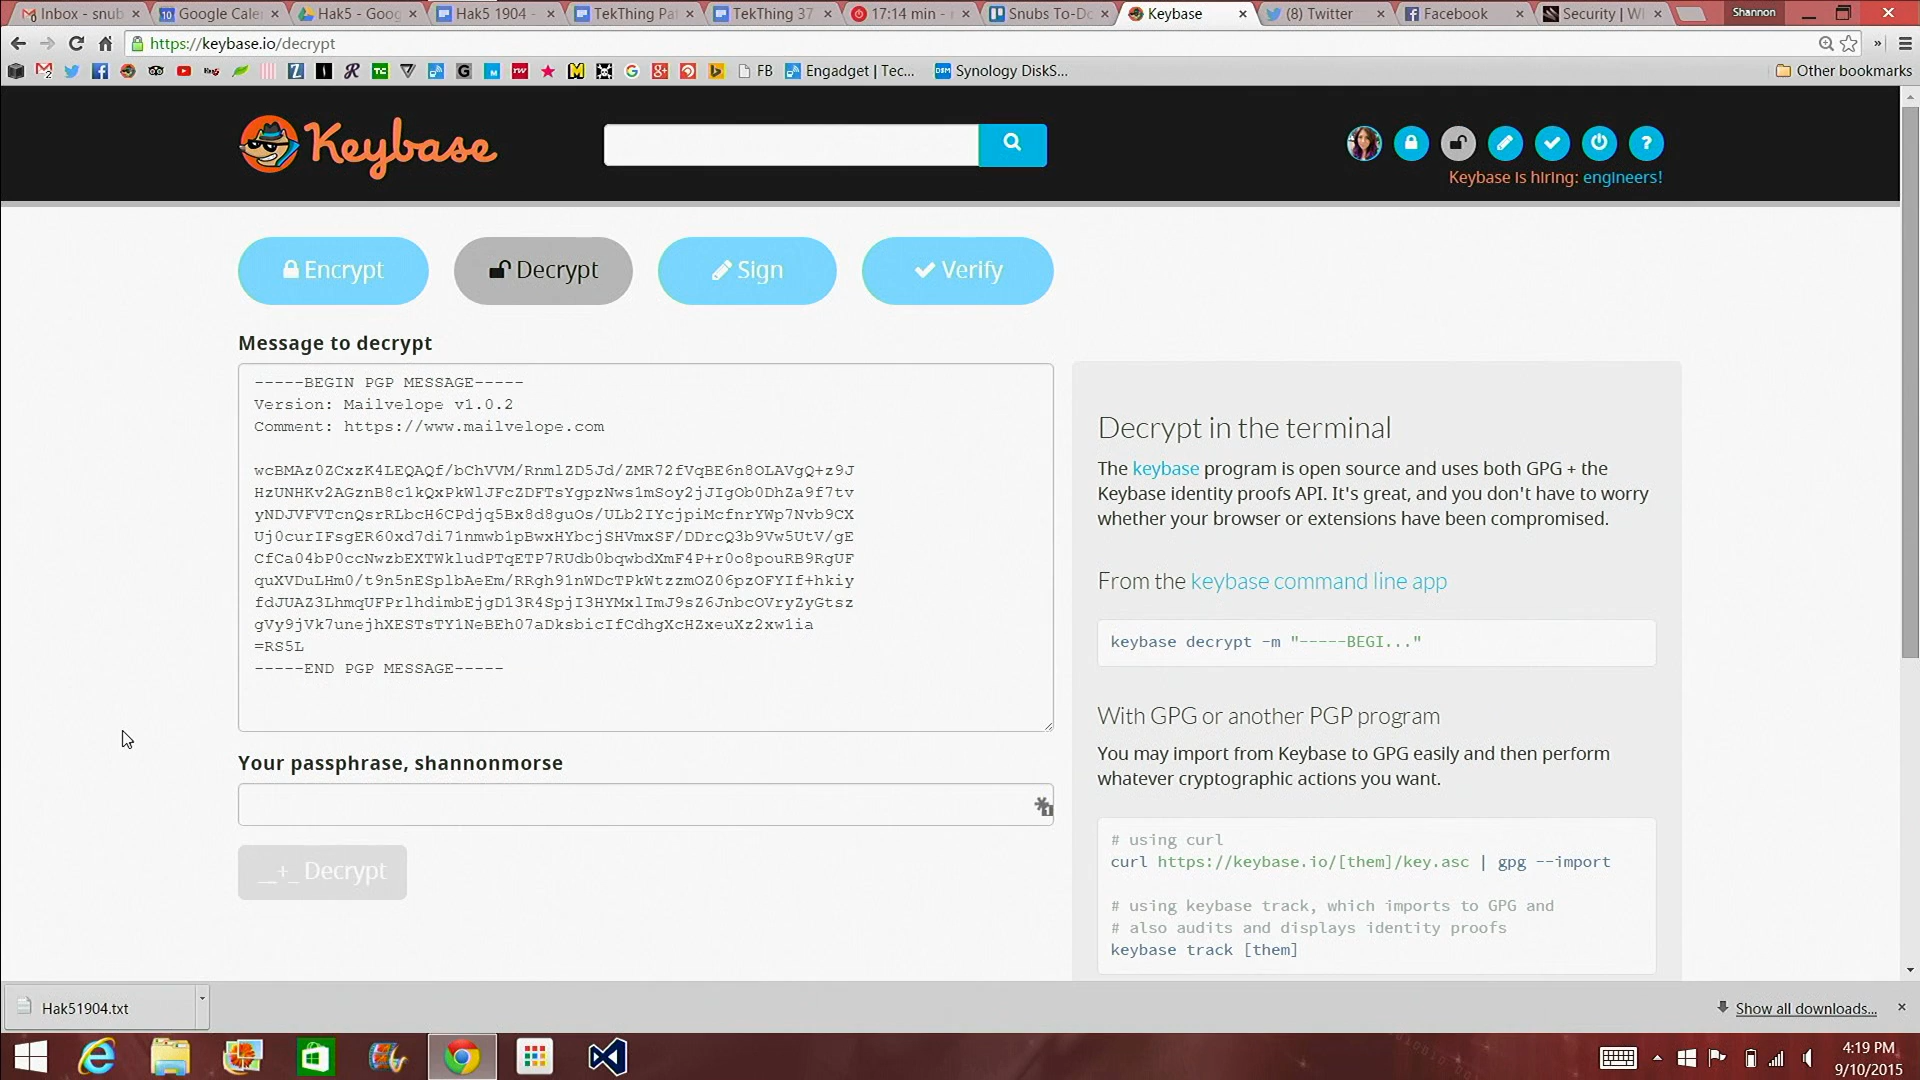 Inbox - snub
Google Cale
Hak5 - Goog
Hak5 1904 -
TekThing Pa
TekThing 37
17:14 min -
Snubs To-Do
Keybase
(8) Twitter
Facebook
Security | W
Shannon
https://keybase.io/decrypt
FB
Engadget | Tec...
Synology DiskS...
Other bookmarks
Keybase
Keybase is hiring: engineers!
Encrypt
Decrypt
Sign
Verify
Message to decrypt
-----BEGIN PGP MESSAGE-----
Version: Mailvelope v1.0.2
Comment: https://www.mailvelope.com
wcBMAz0ZCxzK4LEQAQf/bChVVM/RnmlZD5Jd/ZMR72fVqBE6n8OLAVgQ+z9J
HzUNHKv2AGznB8c1kQxPkWlJFcZDFTsYgpzNws1mSoy2jJIgOb0DhZa9f7tv
yNDJVFVTcnQsrRLbcH6CPdjq5Bx8d8guOs/ULb2IYcjpiMcfnrYWp7Nvb9CX
Uj0curIFsgER60xd7di71nmwb1pBwxHYbcjSHVmxSF/DDrcQ3b9Vw5UtV/gE
CfCa04bP0ccNwzbEXTWkludPTqETP7RUdb0bqwbdXmF4P+r0o8pouRB9RgUF
quXVDuLHm0/t9n5nESplbAeEm/RRgh91nWDcTPkWtzzmOZ06pzOFYIf+hkiy
fdJUAZ3LhmqUFPrlhdimbEjgD13R4SpjI3HYMxlImJ9sZ6JnbcOVryZyGtsz
gVy9jVk7unejhXESTsTY1NeBEh07aDksbicIfCdhgXcHZxeuXz2xw1ia
=RS5L
-----END PGP MESSAGE-----
Your passphrase, shannonmorse
__+_ Decrypt
Decrypt in the terminal
The keybase program is open source and uses both GPG + the
Keybase identity proofs API. It's great, and you don't have to worry
whether your browser or extensions have been compromised.
From the keybase command line app
keybase decrypt -m "-----BEGI..."
With GPG or another PGP program
You may import from Keybase to GPG easily and then perform
whatever cryptographic actions you want.
# using curl
curl https://keybase.io/[them]/key.asc | gpg --import
# using keybase track, which imports to GPG and
# also audits and displays identity proofs
keybase track [them]
Hak51904.txt
Show all downloads...
4:19 PM
9/10/2015